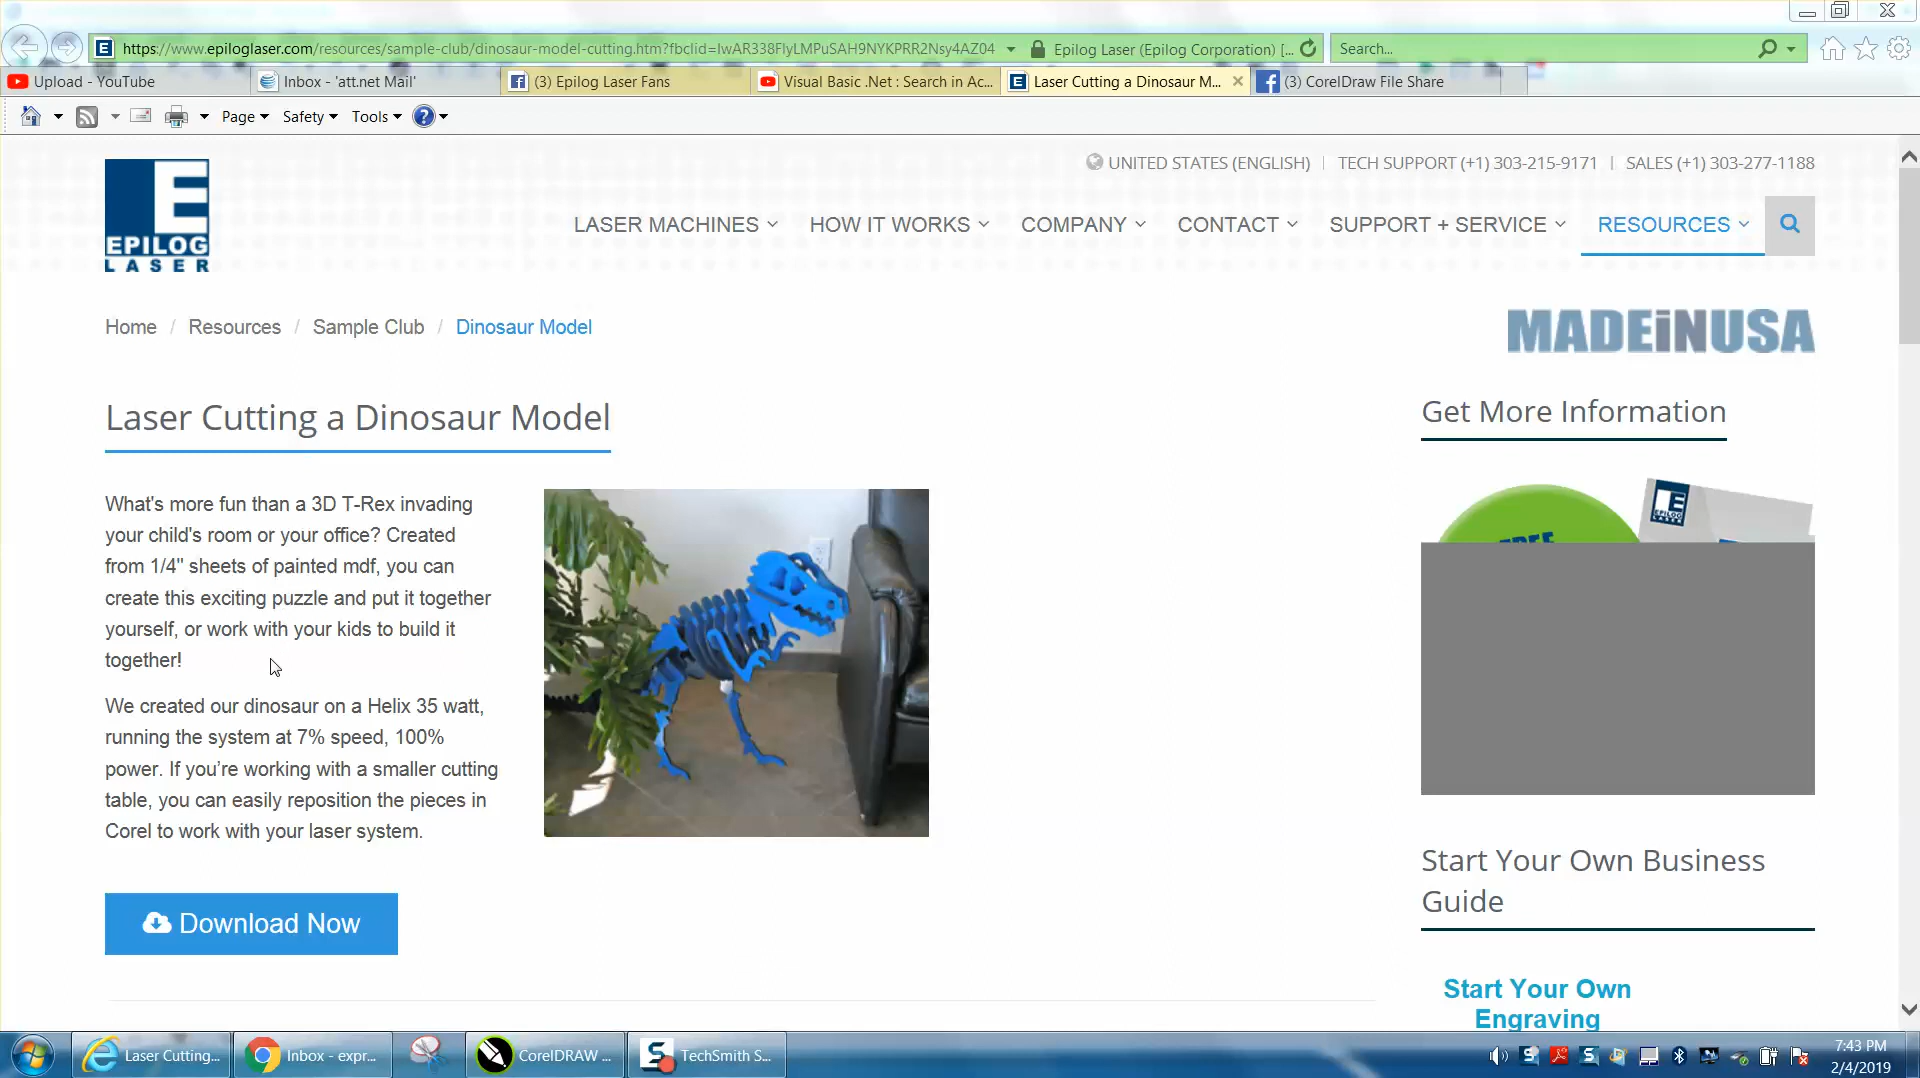 https://www.epiloglaser.com/resources/sample-club/dinosaur-model-cutting.htm?fbclid=IwAR338FlyLMPuSAH9NYKPRR2Nsy4AZ04
Epilog Laser (Epilog Corporation) [...
Search...
Upload - YouTube
Inbox - 'att.net Mail'
(3) Epilog Laser Fans
Visual Basic .Net : Search in Ac...
Laser Cutting a Dinosaur M...
(3) CorelDraw File Share
Page
Safety
Tools
UNITED STATES (ENGLISH) | TECH SUPPORT (+1) 303-215-9171 | SALES (+1) 303-277-1188
E
EPILOG
LASER
LASER MACHINES
HOW IT WORKS
COMPANY
CONTACT
SUPPORT + SERVICE
RESOURCES
Home / Resources / Sample Club / Dinosaur Model
MADEiNUSA
Laser Cutting a Dinosaur Model
What's more fun than a 3D T-Rex invading
your child's room or your office? Created
from 1/4" sheets of painted mdf, you can
create this exciting puzzle and put it together
yourself, or work with your kids to build it
together!
We created our dinosaur on a Helix 35 watt,
running the system at 7% speed, 100%
power. If you're working with a smaller cutting
table, you can easily reposition the pieces in
Corel to work with your laser system.
Download Now
Get More Information
Start Your Own Business
Guide
Start Your Own
Engraving
Laser Cutting...
Inbox - expr...
CorelDRAW ...
TechSmith S...
7:43 PM
2/4/2019